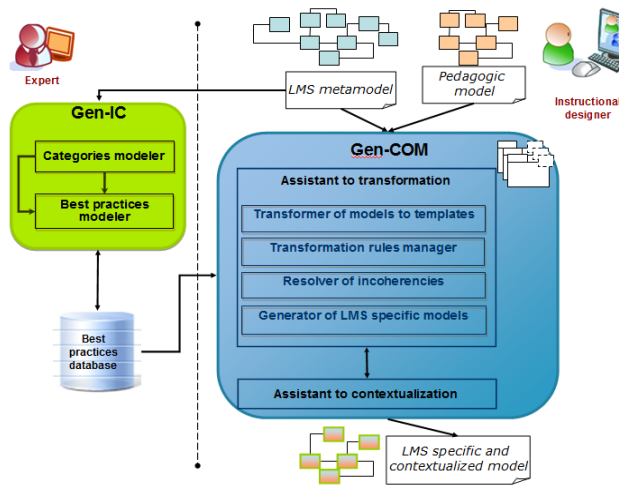 Expert
Gen-IC
Categories modeler
Best practices
modeler
Best
practices
database
LMS metamodel
Pedagogic
model
Instructional
designer
Gen-COM
Assistant to transformation
Transformer of models to templates
Transformation rules manager
Resolver of incoherencies
Generator of LMS specific models
Assistant to contextualization
LMS specific and
contextualized model